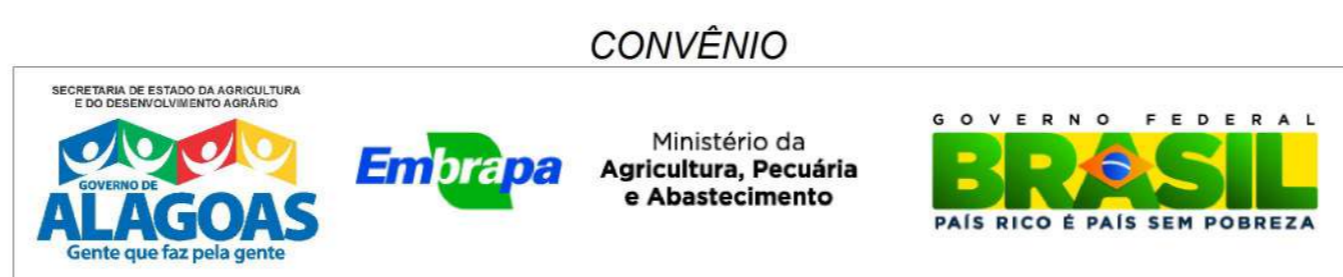 CONVÊNIO
SECRETARIA DE ESTADO DA AGRICULTURA
E DO DESENVOLVIMENTO AGRÁRIO
GOVERNO DE
ALAGOAS
Gente que faz pela gente
Embrapa
Ministério da
Agricultura, Pecuária
e Abastecimento
GOVERNO FEDERAL
BRASIL
PAÍS RICO É PAÍS SEM POBREZA